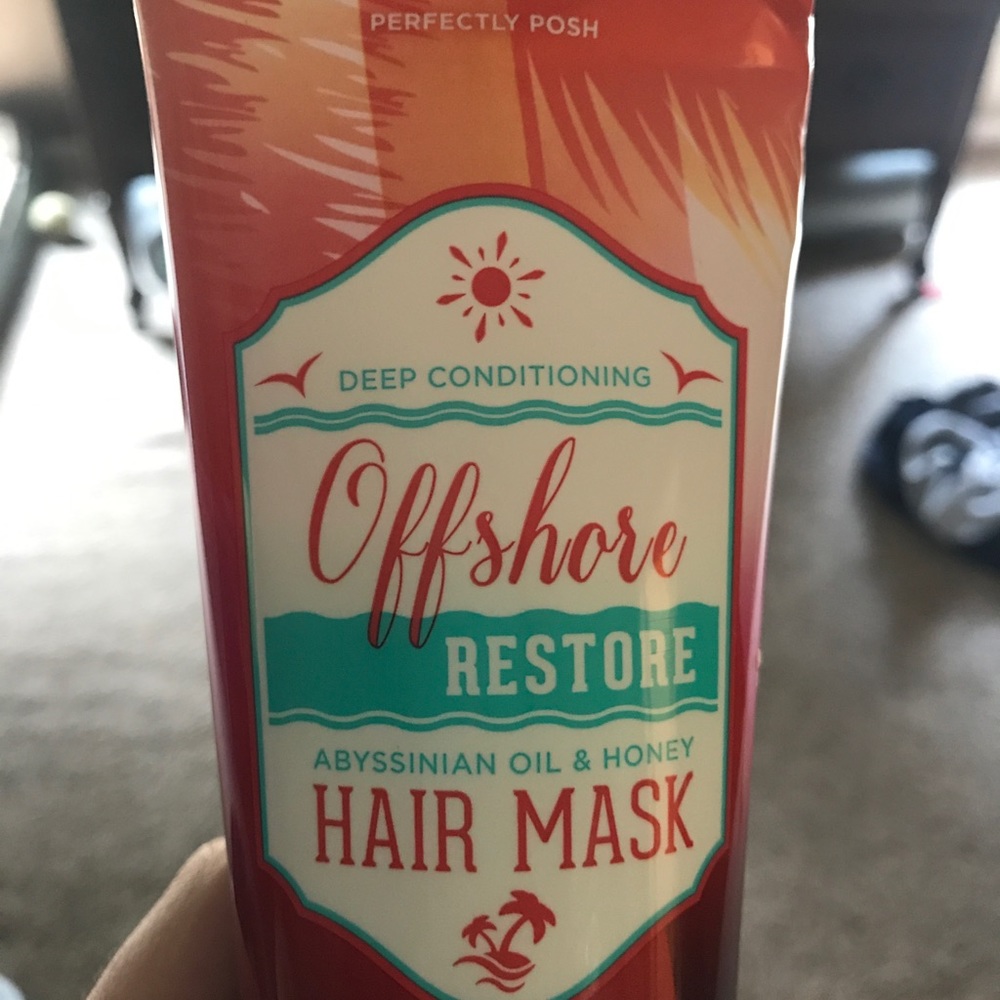 PERFECTLY POSH
DEEP CONDITIONING
Offshore
RESTORE
ABYSSINIAN OIL & HONEY
HAIR MASK